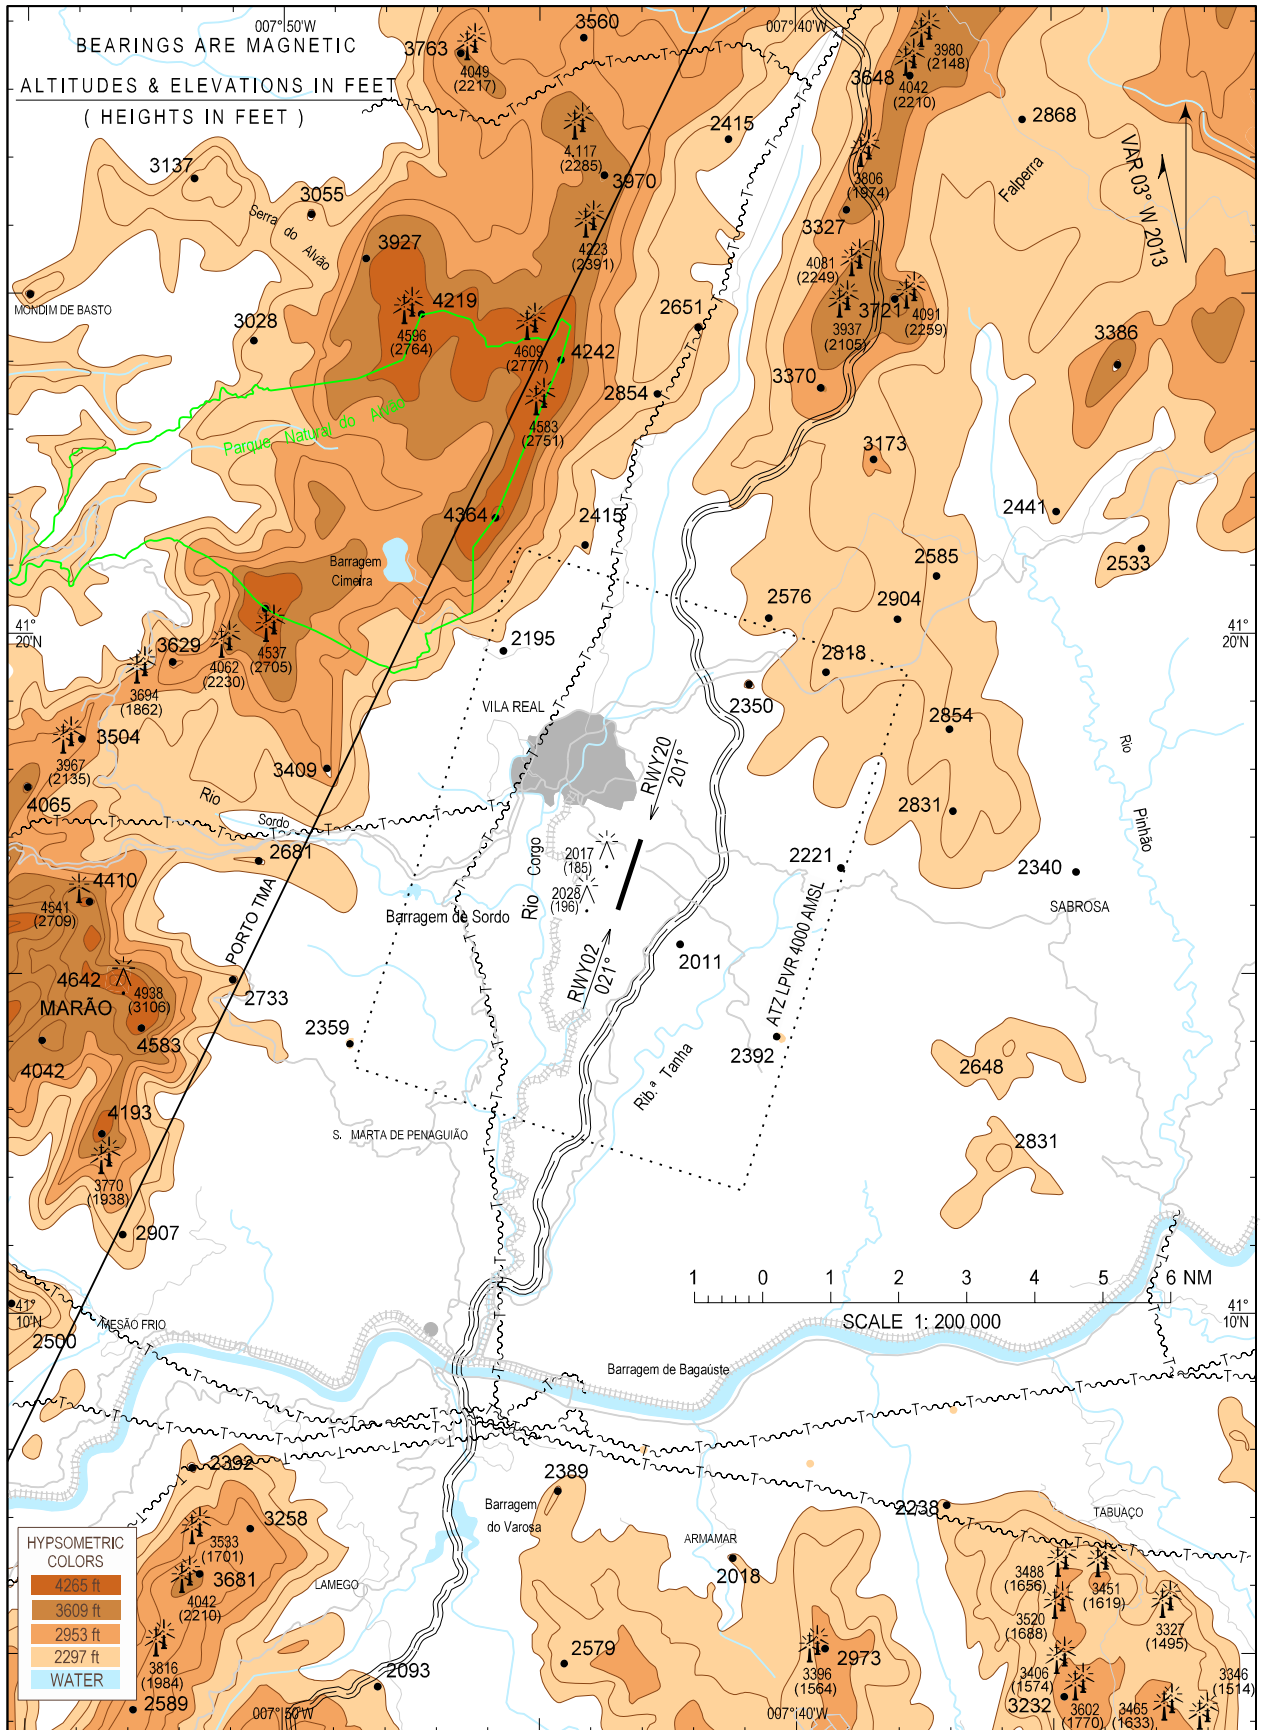 007°50'W
007°40'W
BEARINGS ARE MAGNETIC
ALTITUDES & ELEVATIONS IN FEET
( HEIGHTS IN FEET )
3763
4049
(2217)
3560
3648
3980
(2148)
4042
(2210)
2868
VAR 03° W 2013
Falperra
2415
4.117
(2285)
3970
3806
(1974)
3137
3055
Serra do Alvão
3327
4223
(2391)
3927
4081
(2249)
3721
4091
(2259)
3937
(2105)
MONDIM DE BASTO
4219
4596
(2764)
3028
4609
(2777)
4242
2651
3386
3370
2854
4583
(2751)
Parque Natural do Alvão
3173
4364
2415
2441
2533
Barragem
Cimeira
2585
2576
2904
41°
20'N
41°
20'N
2195
3629
4062
(2230)
4537
(2705)
3694
(1862)
2818
2350
VILA REAL
2854
3504
3967
(2135)
3409
4065
Rio
Sordo
RWY20
201°
Rio
Pinhão
2831
2681
2017
(185)
2028
(196)
Rio Corgo
2221
2340
SABROSA
4410
4541
(2709)
PORTO TMA
Barragem de Sordo
ATZ LPVR 4000 AMSL
RWY02
021°
2011
4642
4938
(3106)
MARÃO
2733
4583
4042
2359
2392
Rib.ª Tanha
2648
4193
S. MARTA DE PENAGUIÃO
2831
3770
(1938)
2907
1 0 1 2 3 4 5 6 NM
SCALE 1: 200 000
41°
10'N
41°
10'N
MESÃO FRIO
2500
Barragem de Bagaúste
2392
2389
2238
TABUAÇO
Barragem
do Varosa
3533
(1701)
3258
ARMAMAR
2018
HYPSOMETRIC
COLORS
4265 ft
3609 ft
2953 ft
2297 ft
WATER
3681
4042
(2210)
LAMEGO
3488
(1656)
3451
(1619)
3520
(1688)
3327
(1495)
3816
(1984)
2579
3396
(1564)
2973
3406
(1574)
3232
3602
(1770)
3465
(1633)
3346
(1514)
2093
2589
007°50'W
007°40'W